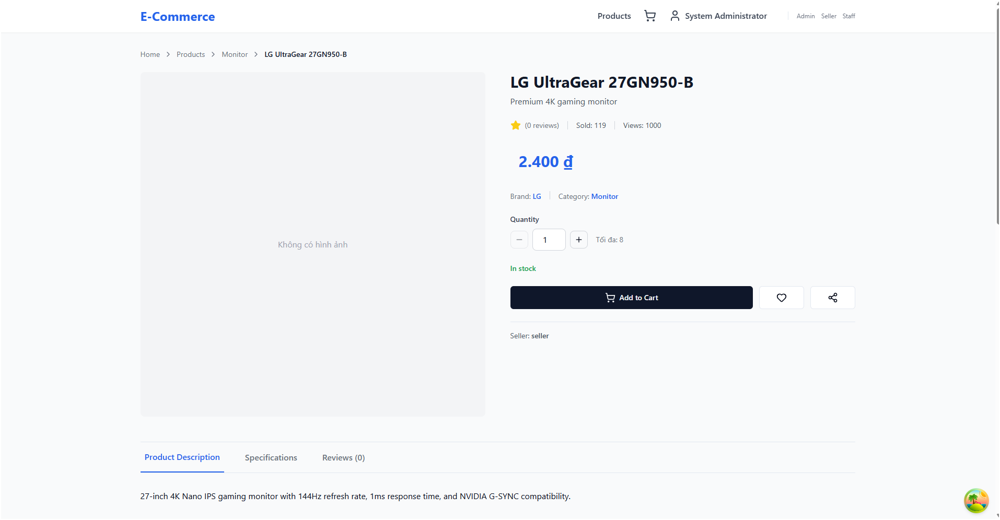 E-Commerce
Products
System Administrator
Admin Seller Staff
Home > Products > Monitor > LG UltraGear 27GN950-B
Không có hình ảnh
LG UltraGear 27GN950-B
Premium 4K gaming monitor
(0 reviews) Sold: 119 Views: 1000
2.400 ₫
Brand: LG Category: Monitor
Quantity
1 Tối đa: 8
In stock
Add to Cart
Seller: seller
Product Description Specifications Reviews (0)
27-inch 4K Nano IPS gaming monitor with 144Hz refresh rate, 1ms response time, and NVIDIA G-SYNC compatibility.